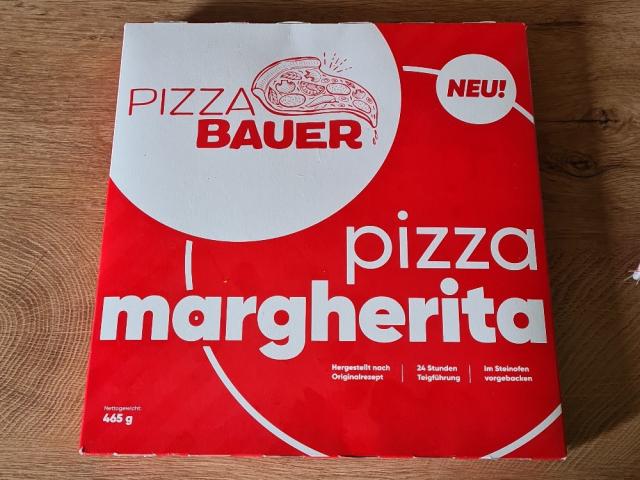 PIZZA
BAUER
NEU!
pizza
margherita
Hergestellt nach
Originalrezept
24 Stunden
Teigführung
im Steinofen
vorgebacken
Nettogewicht:
465 g